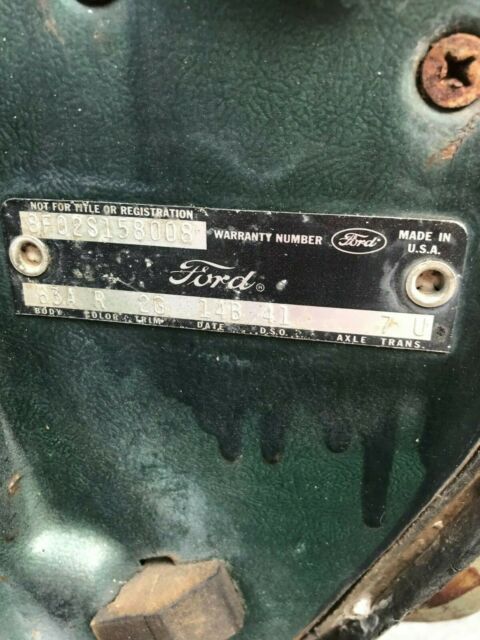 NOT FOR TITLE OR REGISTRATION
8F02S158008
WARRANTY NUMBER
Ford
MADE IN
U.S.A.
Ford®
63A R 2G 14B 41 7 U
BODY COLOR TRIM DATE D.S.O. AXLE TRANS.